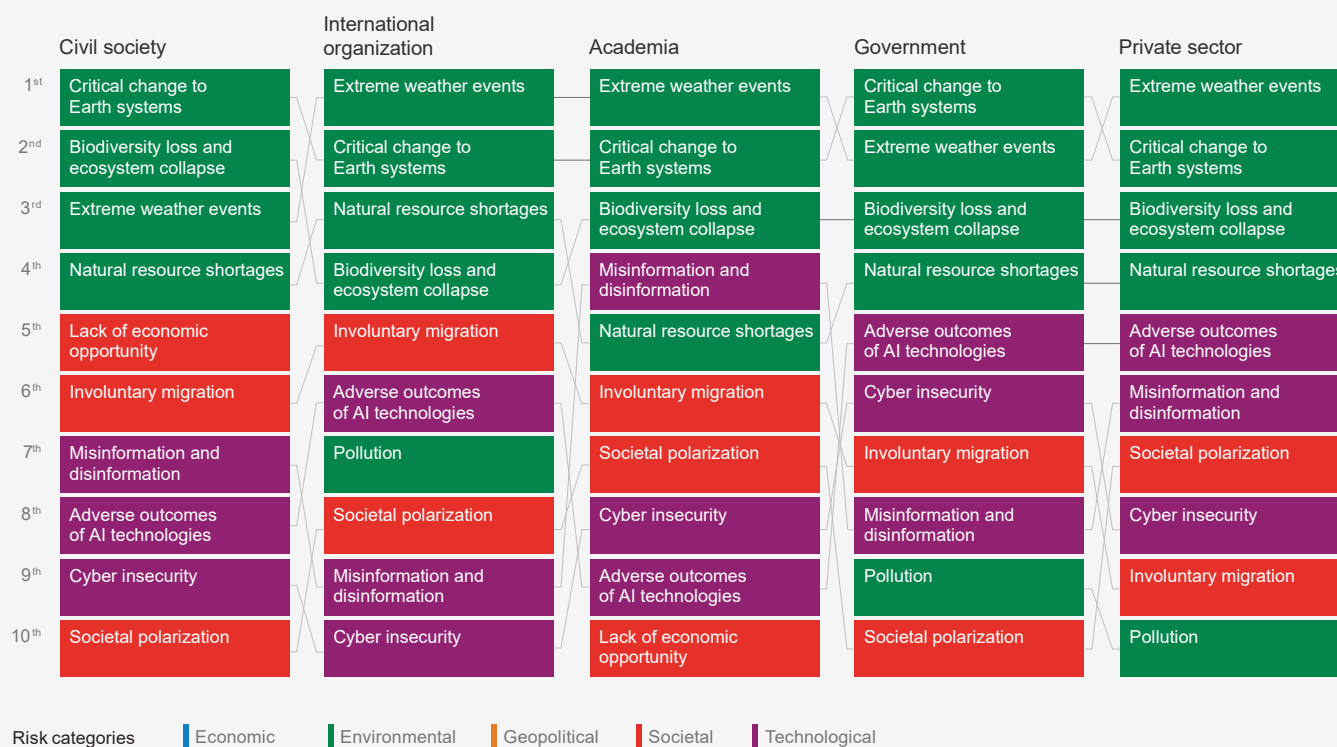 Civil society
International
organization
Academia
Government
Private sector
1st
Critical change to
Earth systems
Extreme weather events
Extreme weather events
Critical change to
Earth systems
Extreme weather events
2nd
Biodiversity loss and
ecosystem collapse
Critical change to
Earth systems
Critical change to
Earth systems
Extreme weather events
Critical change to
Earth systems
3rd
Extreme weather events
Natural resource shortages
Biodiversity loss and
ecosystem collapse
Biodiversity loss and
ecosystem collapse
Biodiversity loss and
ecosystem collapse
4th
Natural resource shortages
Biodiversity loss and
ecosystem collapse
Misinformation and
disinformation
Natural resource shortages
Natural resource shortages
5th
Lack of economic
opportunity
Involuntary migration
Natural resource shortages
Adverse outcomes
of AI technologies
Adverse outcomes
of AI technologies
6th
Involuntary migration
Adverse outcomes
of AI technologies
Involuntary migration
Cyber insecurity
Misinformation and
disinformation
7th
Misinformation and
disinformation
Pollution
Societal polarization
Involuntary migration
Societal polarization
8th
Adverse outcomes
of AI technologies
Societal polarization
Cyber insecurity
Misinformation and
disinformation
Cyber insecurity
9th
Cyber insecurity
Misinformation and
disinformation
Adverse outcomes
of AI technologies
Pollution
Involuntary migration
10th
Societal polarization
Cyber insecurity
Lack of economic
opportunity
Societal polarization
Pollution
Risk categories
Economic
Environmental
Geopolitical
Societal
Technological